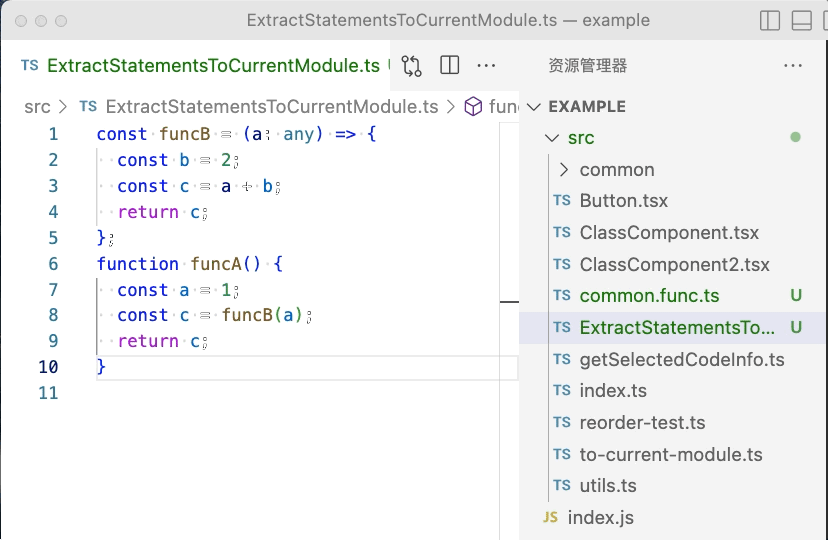 ExtractStatementsToCurrentModule.ts — example
TS ExtractStatementsToCurrentModule.ts
src > TS ExtractStatementsToCurrentModule.ts > func
1 const funcB = (a: any) => {
2 const b = 2;
3 const c = a + b;
4 return c;
5 };
6 function funcA() {
7 const a = 1;
8 const c = funcB(a);
9 return c;
10 }
11
资源管理器
EXAMPLE
src
common
TS Button.tsx
TS ClassComponent.tsx
TS ClassComponent2.tsx
TS common.func.ts U
TS ExtractStatementsTo... U
TS getSelectedCodeInfo.ts
TS index.ts
TS reorder-test.ts
TS to-current-module.ts
TS utils.ts
JS index.js